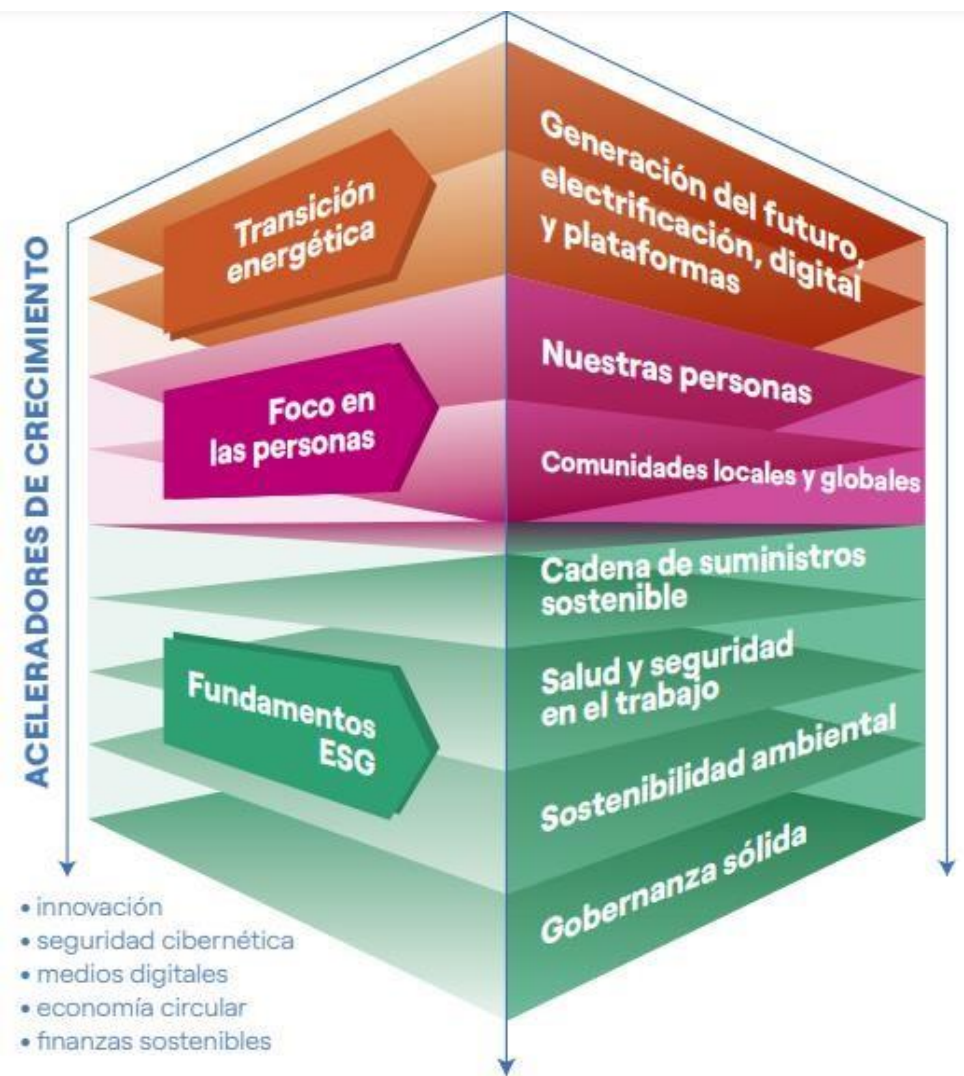 ACELERADORES DE CRECIMIENTO
Transición
energética
Generación del futuro,
electrificación, digital
y plataformas
Foco en
las personas
Nuestras personas
Comunidades locales y globales
Fundamentos
ESG
Cadena de suministros
sostenible
Salud y seguridad
en el trabajo
Sostenibilidad ambiental
Gobernanza sólida
• innovación
• seguridad cibernética
• medios digitales
• economía circular
• finanzas sostenibles